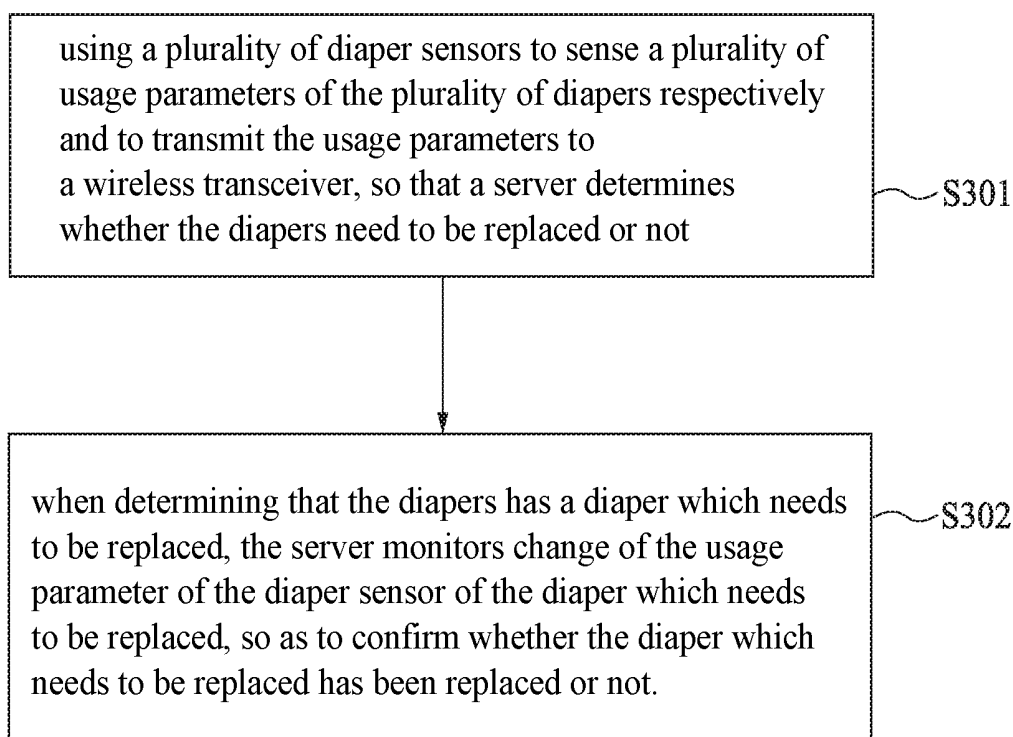 using a plurality of diaper sensors to sense a plurality of
usage parameters of the plurality of diapers respectively
and to transmit the usage parameters to
a wireless transceiver, so that a server determines
whether the diapers need to be replaced or not
S301
when determining that the diapers has a diaper which needs
to be replaced, the server monitors change of the usage
parameter of the diaper sensor of the diaper which needs
to be replaced, so as to confirm whether the diaper which
needs to be replaced has been replaced or not.
S302